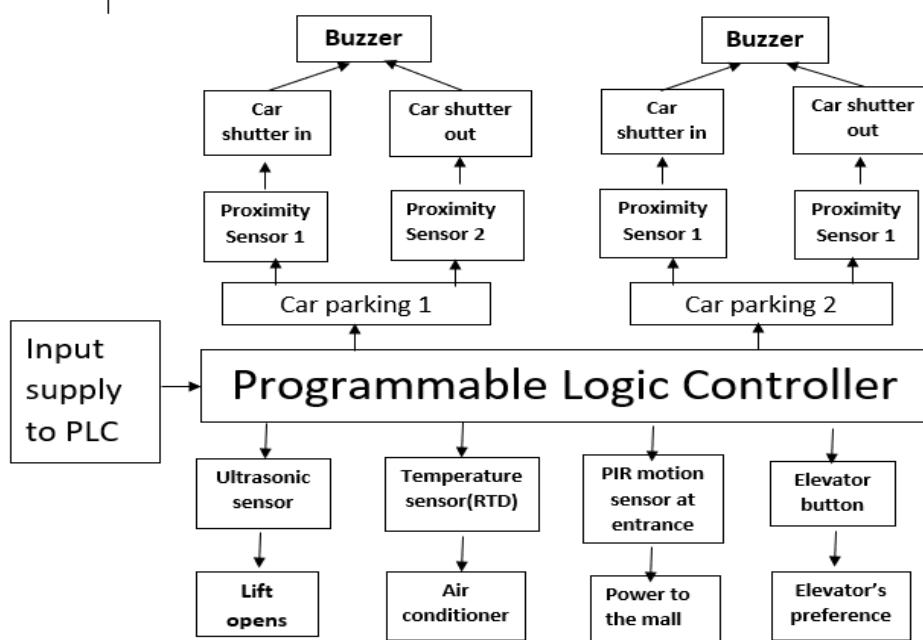 Buzzer
Buzzer
Car
shutter in
Car shutter
out
Car
shutter in
Car shutter
out
Proximity
Sensor 1
Proximity
Sensor 2
Proximity
Sensor 1
Proximity
Sensor 1
Car parking 1
Car parking 2
Input
supply
to PLC
Programmable Logic Controller
Ultrasonic
sensor
Temperature
sensor(RTD)
PIR motion
sensor at
entrance
Elevator
button
Lift
opens
Air
conditioner
Power to
the mall
Elevator's
preference